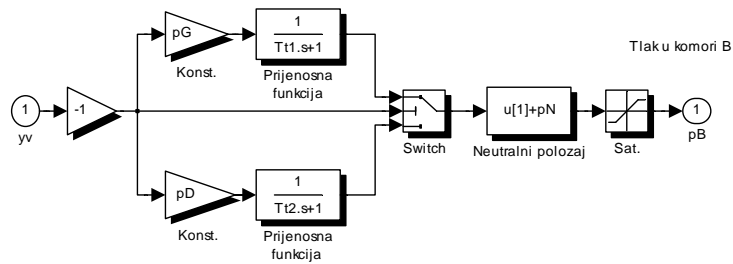 pG
1
Tt1.s+1
Konst.
Prijenosna
funkcija
Tlak u komori B
1
yv
-1
Switch
u[1]+pN
Neutralni polozaj
Sat.
1
pB
pD
1
Tt2.s+1
Konst.
Prijenosna
funkcija